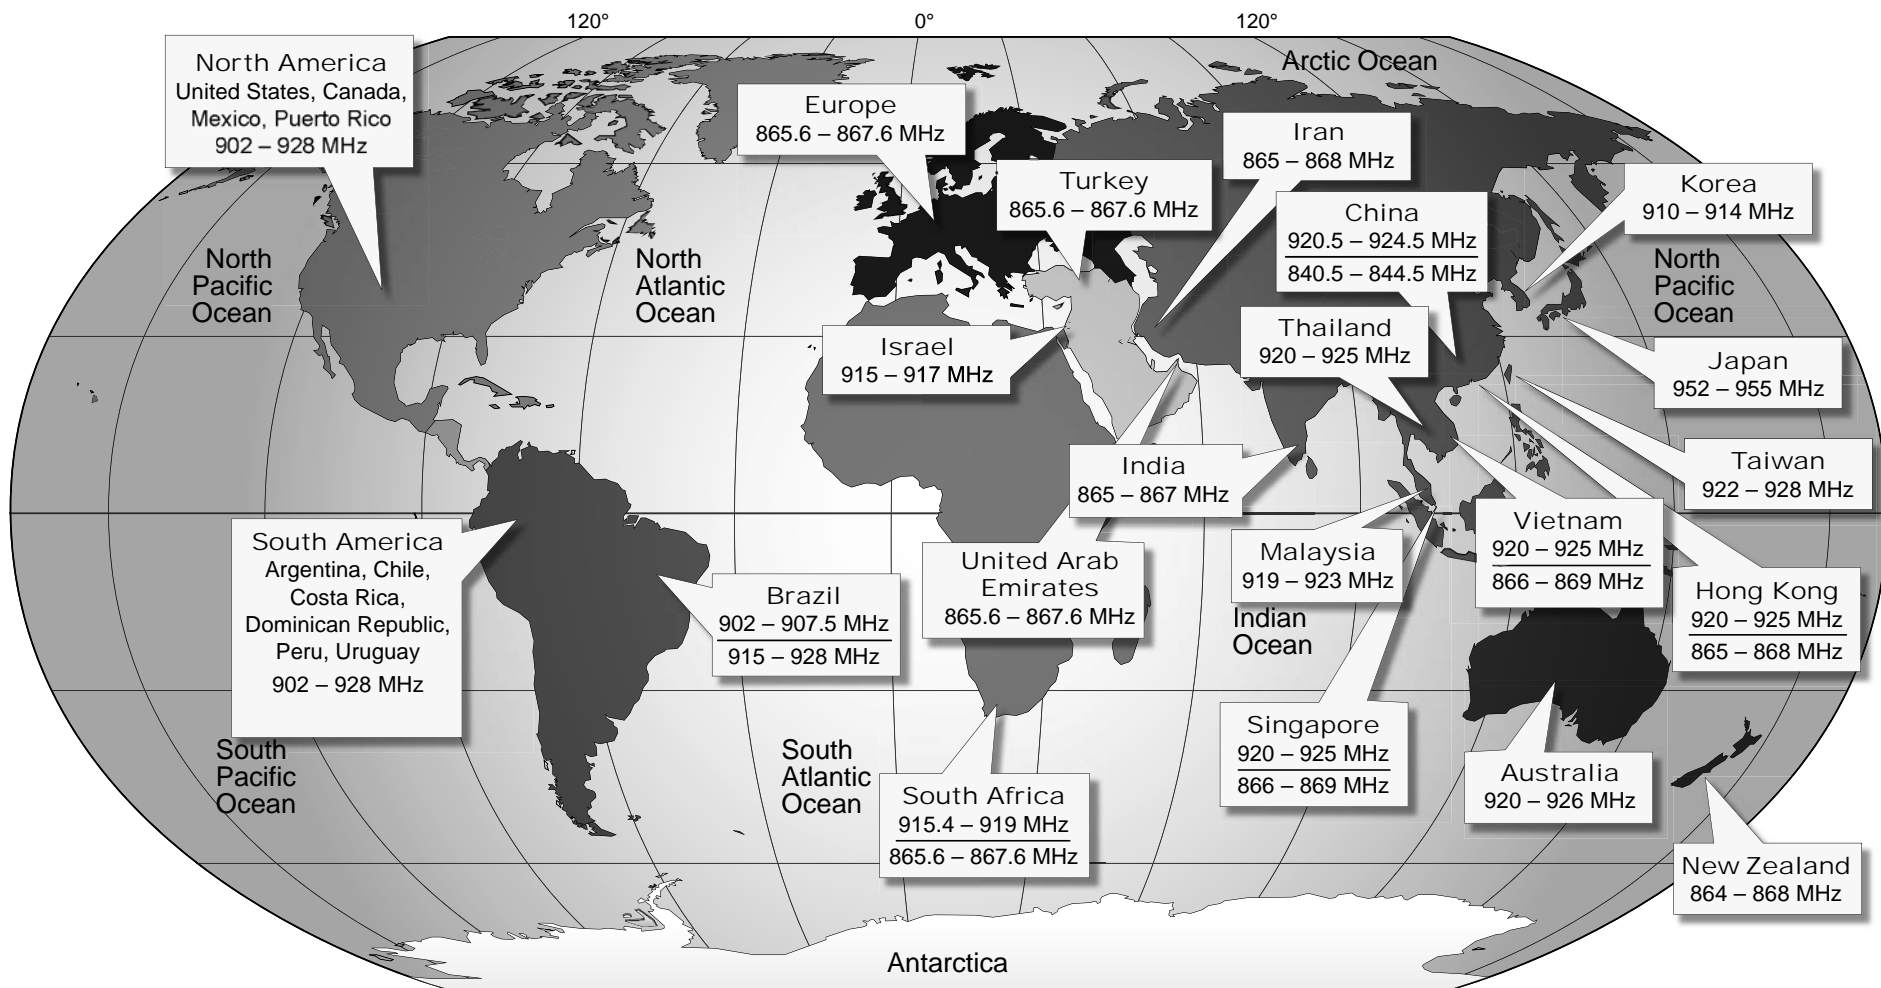 120°
0°
120°
Arctic Ocean
North America
United States, Canada,
Mexico, Puerto Rico
902 – 928 MHz
Europe
865.6 – 867.6 MHz
Iran
865 – 868 MHz
Turkey
865.6 – 867.6 MHz
Korea
910 – 914 MHz
China
920.5 – 924.5 MHz
840.5 – 844.5 MHz
North
Pacific
Ocean
North
Atlantic
Ocean
North
Pacific
Ocean
Thailand
920 – 925 MHz
Israel
915 – 917 MHz
Japan
952 – 955 MHz
India
865 – 867 MHz
Taiwan
922 – 928 MHz
South America
Argentina, Chile,
Costa Rica,
Dominican Republic,
Peru, Uruguay
902 – 928 MHz
Brazil
902 – 907.5 MHz
915 – 928 MHz
United Arab
Emirates
865.6 – 867.6 MHz
Malaysia
919 – 923 MHz
Vietnam
920 – 925 MHz
866 – 869 MHz
Hong Kong
920 – 925 MHz
865 – 868 MHz
Indian
Ocean
South
Pacific
Ocean
South
Atlantic
Ocean
Singapore
920 – 925 MHz
866 – 869 MHz
Australia
920 – 926 MHz
South Africa
915.4 – 919 MHz
865.6 – 867.6 MHz
New Zealand
864 – 868 MHz
Antarctica